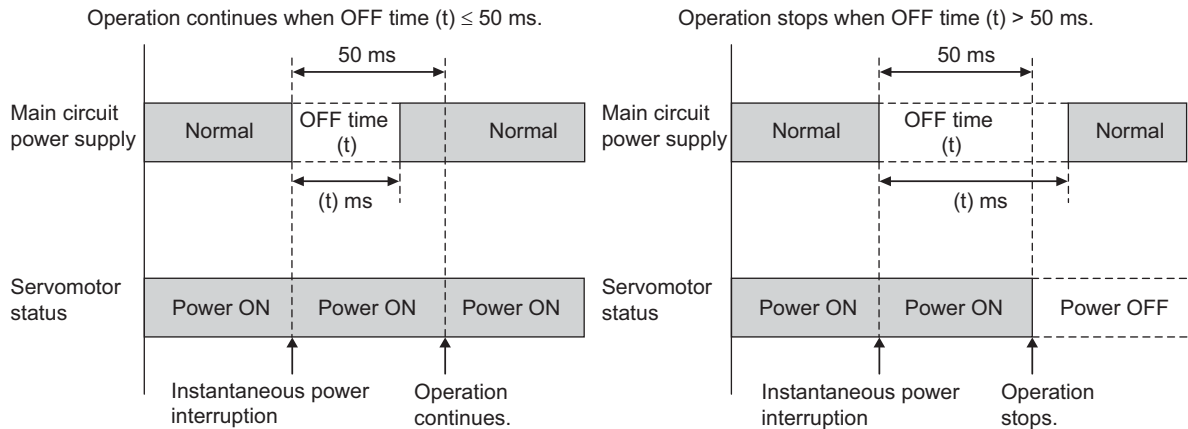 Operation continues when OFF time (t) ≤ 50 ms.
50 ms
Main circuit
power supply
Normal
OFF time
(t)
Normal
(t) ms
Servomotor
status
Power ON
Power ON
Power ON
Instantaneous power
interruption
Operation
continues.
Operation stops when OFF time (t) > 50 ms.
50 ms
Main circuit
power supply
Normal
OFF time
(t)
Normal
(t) ms
Servomotor
status
Power ON
Power ON
Power OFF
Instantaneous power
interruption
Operation
stops.